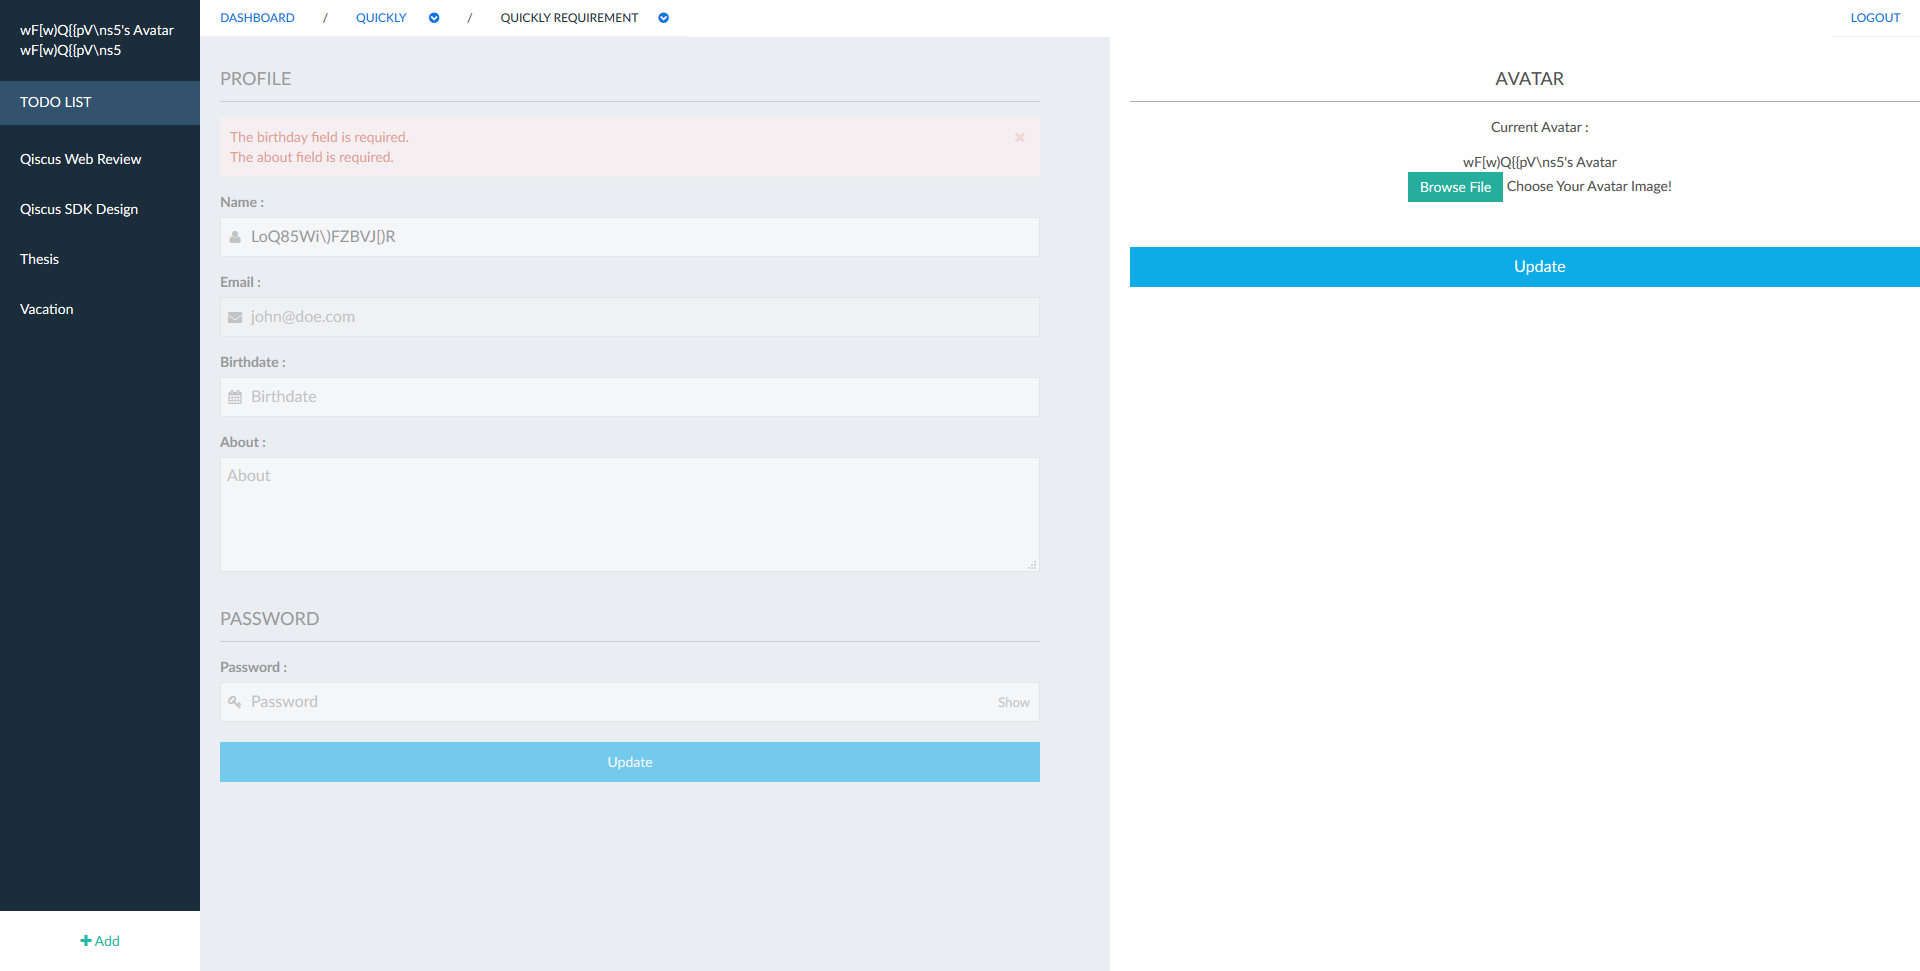 wF[w)Q{{pV\ns5's Avatar
wF[w)Q{{pV\ns5
TODO LIST
Qiscus Web Review
Qiscus SDK Design
Thesis
Vacation
+ Add
DASHBOARD / QUICKLY / QUICKLY REQUIREMENT
LOGOUT
PROFILE
The birthday field is required.
The about field is required.
Name :
LoQ85Wi\)FZBVJ[)R
Email :
john@doe.com
Birthdate :
Birthdate
About :
About
PASSWORD
Password :
Password
Show
Update
AVATAR
Current Avatar :
wF[w)Q{{pV\ns5's Avatar
Browse File Choose Your Avatar Image!
Update